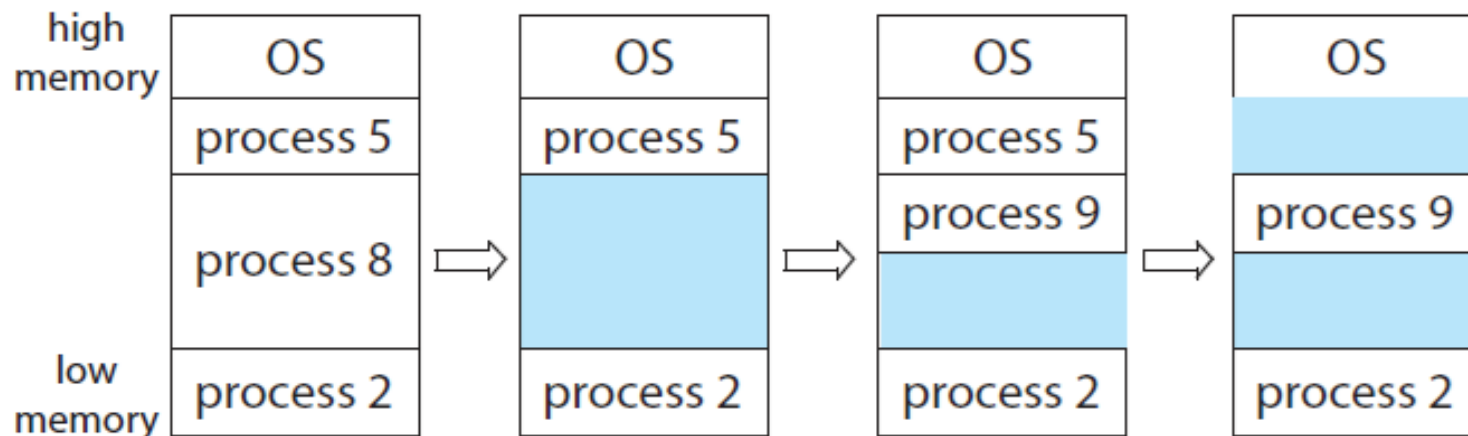 high
memory
OS
process 5
process 8
low
memory
process 2
OS
process 5
process 2
OS
process 5
process 9
process 2
OS
process 9
process 2